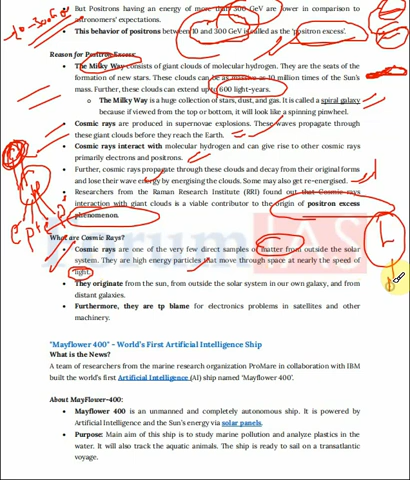 But Positrons having an energy of more than 300 GeV are lower in comparison to
astronomers' expectations.
This behavior of positrons between 10 and 300 GeV is called as the 'positron excess'.
Reason for Positron Excess:
The Milky Way consists of giant clouds of molecular hydrogen. They are the seats of the
formation of new stars. These clouds can be as massive as 10 million times of the Sun's
mass. Further, these clouds can extend up to 600 light-years.
The Milky Way is a huge collection of stars, dust, and gas. It is called a spiral galaxy
because if viewed from the top or bottom, it will look like a spinning pinwheel.
Cosmic rays are produced in supernovae explosions. These waves propagate through
these giant clouds before they reach the Earth.
Cosmic rays interact with molecular hydrogen and can give rise to other cosmic rays
primarily electrons and positrons.
Further, cosmic rays propagate through these clouds and decay from their original forms
and lose their wave energy by energising the clouds. Some may also get re-energised.
Researchers from the Raman Research Institute (RRI) found out that Cosmic rays
interaction with giant clouds is a viable contributor to the origin of positron excess
phenomenon.
What are Cosmic Rays?
Cosmic rays are one of the very few direct samples of matter from outside the solar
system. They are high energy particles that move through space at nearly the speed of
light.
They originate from the sun, from outside the solar system in our own galaxy, and from
distant galaxies.
Furthermore, they are to blame for electronics problems in satellites and other
machinery.
"Mayflower 400" - World's First Artificial Intelligence Ship
What is the News?
A team of researchers from the marine research organization ProMare in collaboration with IBM
built the world's first Artificial Intelligence (AI) ship named 'Mayflower 400'.
About MayFlower-400:
Mayflower 400 is an unmanned and completely autonomous ship. It is powered by
Artificial Intelligence and the Sun's energy via solar panels.
Purpose: Main aim of this ship is to study marine pollution and analyze plastics in the
water. It will also track the aquatic animals. The ship is ready to sail on a transatlantic
voyage.